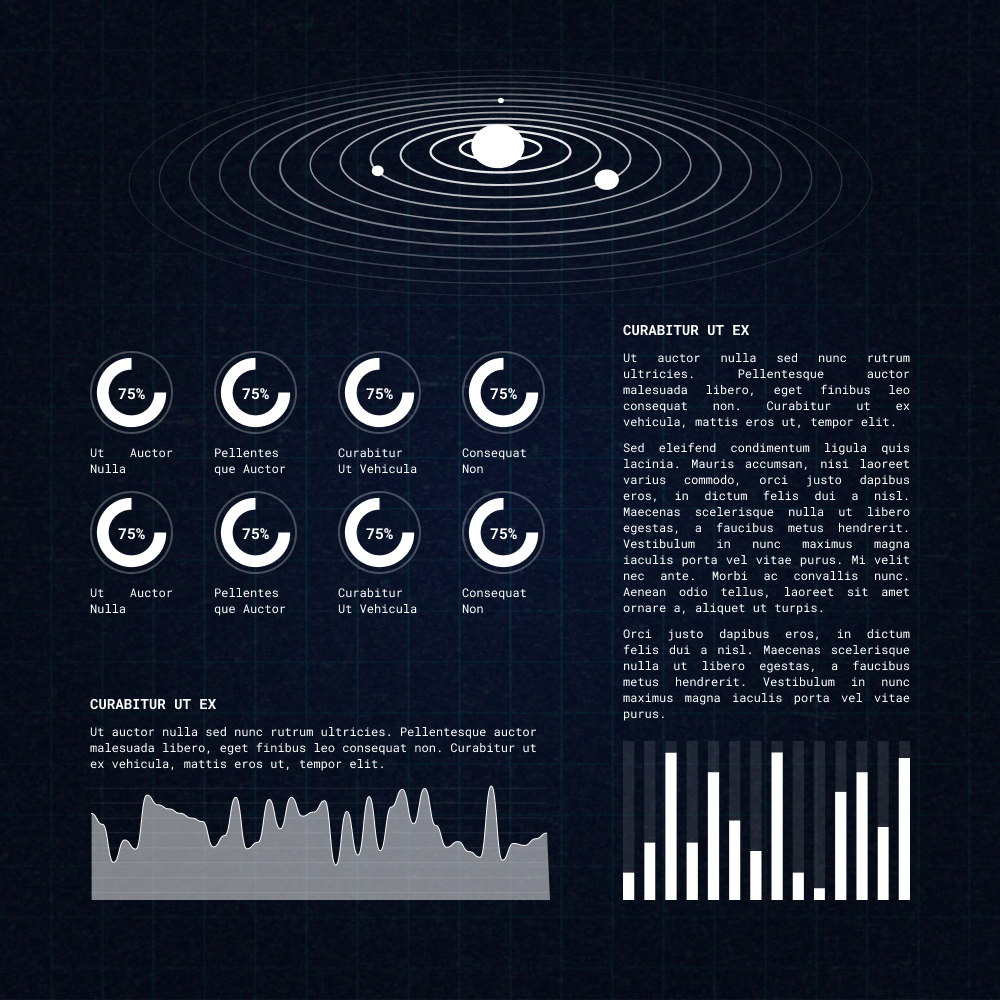 75%
75%
75%
75%
Ut Auctor
Nulla
Pellentes
que Auctor
Curabitur
Ut Vehicula
Consequat
Non
75%
75%
75%
75%
Ut Auctor
Nulla
Pellentes
que Auctor
Curabitur
Ut Vehicula
Consequat
Non
CURABITUR UT EX
Ut auctor nulla sed nunc rutrum ultricies. Pellentesque auctor
malesuada libero, eget finibus leo consequat non. Curabitur ut
ex vehicula, mattis eros ut, tempor elit.
CURABITUR UT EX
Ut auctor nulla sed nunc rutrum
ultricies. Pellentesque auctor
malesuada libero, eget finibus leo
consequat non. Curabitur ut ex
vehicula, mattis eros ut, tempor elit.
Sed eleifend condimentum ligula quis
lacinia. Mauris accumsan, nisi laoreet
varius commodo, orci justo dapibus
eros, in dictum felis dui a nisl.
Maecenas scelerisque nulla ut libero
egestas, a faucibus metus hendrerit.
Vestibulum in nunc maximus magna
iaculis porta vel vitae purus. Mi velit
nec ante. Morbi ac convallis nunc.
Aenean odio tellus, laoreet sit amet
ornare a, aliquet ut turpis.
Orci justo dapibus eros, in dictum
felis dui a nisl. Maecenas scelerisque
nulla ut libero egestas, a faucibus
metus hendrerit. Vestibulum in nunc
maximus magna iaculis porta vel vitae
purus.